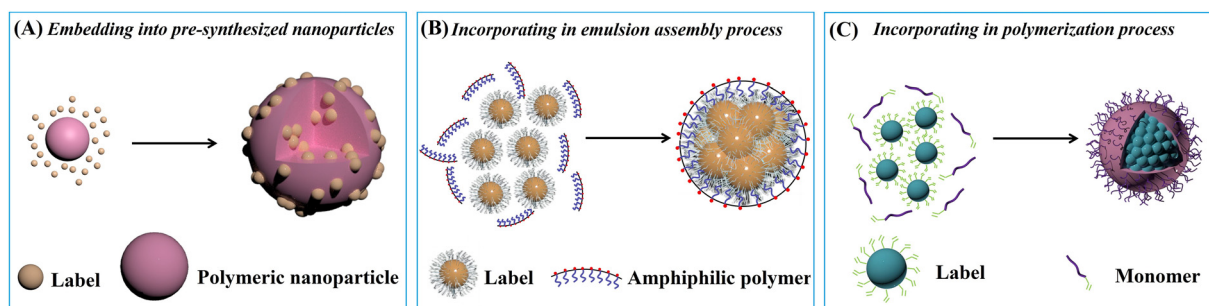 (A) Embedding into pre-synthesized nanoparticles
Label
Polymeric nanoparticle
(B) Incorporating in emulsion assembly process
Label
Amphiphilic polymer
(C) Incorporating in polymerization process
Label
Monomer